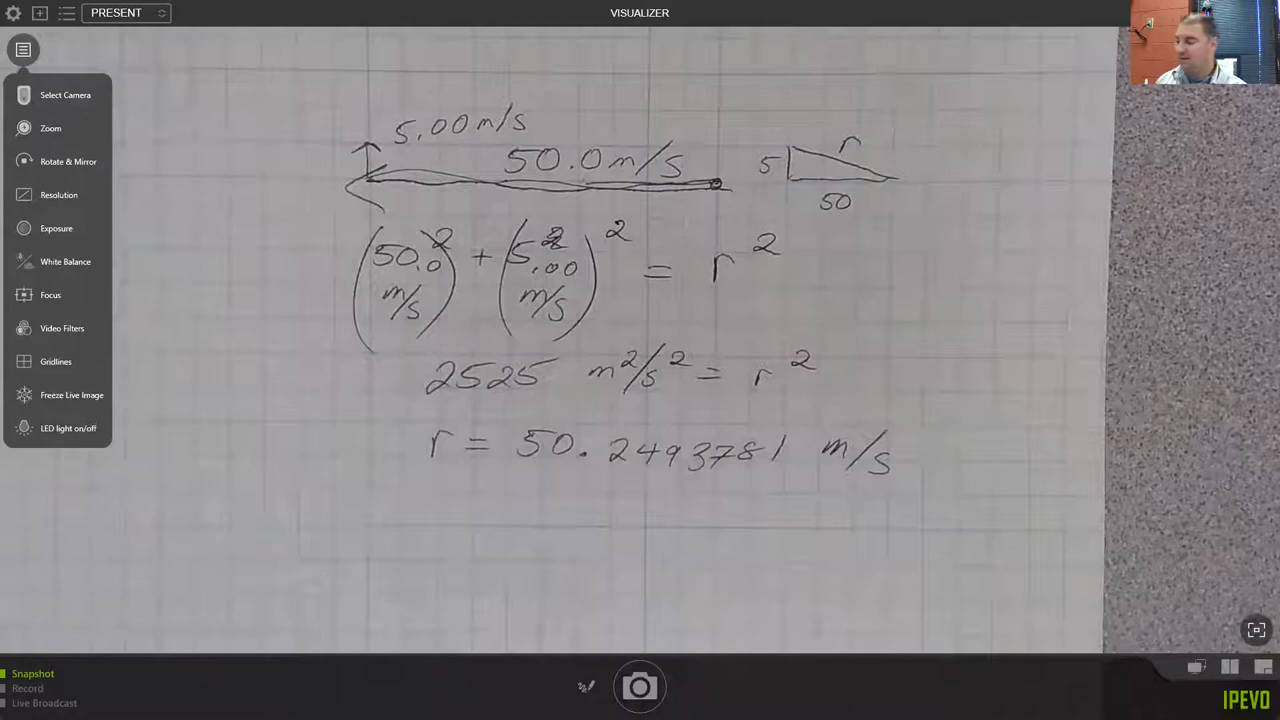 PRESENT
VISUALIZER
Select Camera
Zoom
Rotate & Mirror
Resolution
Exposure
White Balance
Focus
Video Filters
Gridlines
Freeze Live Image
LED light on/off
5.00 m/s
50.0 m/s
5 r
50
(50.0 m/s)² + (5.00 m/s)² = r²
2525 m²/s² = r²
r = 50.2493781 m/s
Snapshot
Record
Live Broadcast
IPEVO